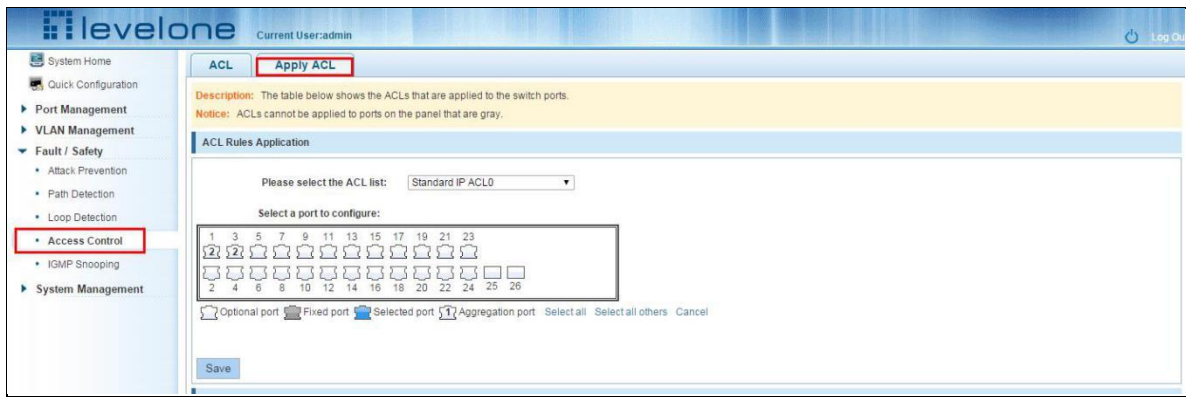 levelone Current User:admin Log Ou
System Home
Quick Configuration
Port Management
VLAN Management
Fault / Safety
Attack Prevention
Path Detection
Loop Detection
Access Control
IGMP Snooping
System Management
ACL Apply ACL
Description: The table below shows the ACLs that are applied to the switch ports.
Notice: ACLs cannot be applied to ports on the panel that are gray.
ACL Rules Application
Please select the ACL list: Standard IP ACL0
Select a port to configure:
1 3 5 7 9 11 13 15 17 19 21 23
2 2
2 4 6 8 10 12 14 16 18 20 22 24 25 26
Optional port Fixed port Selected port 1 Aggregation port Select all Select all others Cancel
Save